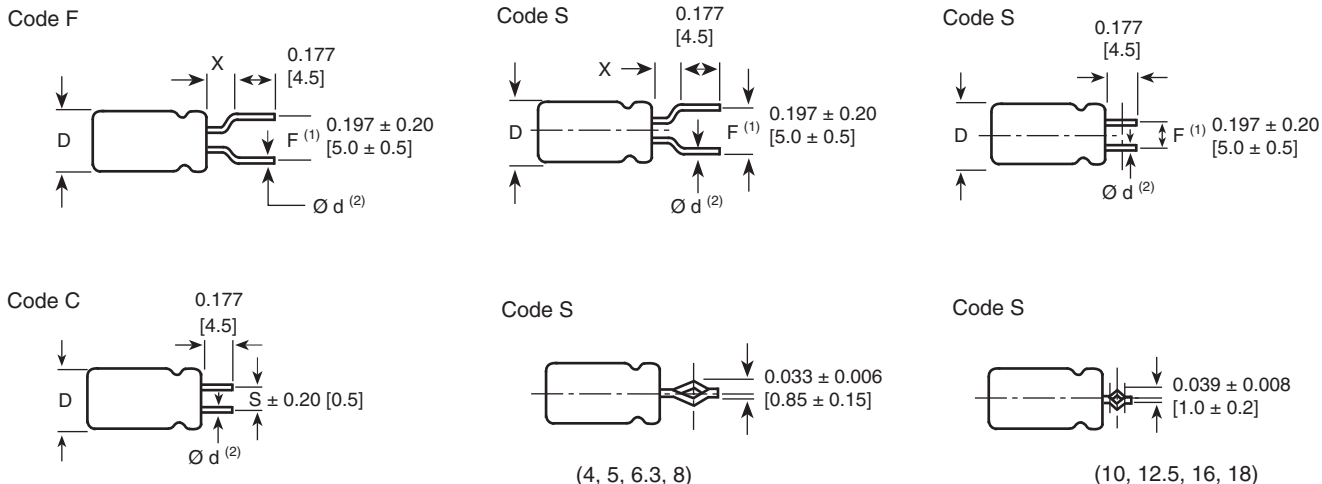 Code F
X
0.177
[4.5]
D
F (1)
0.197 ± 0.20
[5.0 ± 0.5]
Ø d (2)
Code S
0.177
[4.5]
X
D
F (1)
0.197 ± 0.20
[5.0 ± 0.5]
Ø d (2)
Code S
0.177
[4.5]
D
F (1)
0.197 ± 0.20
[5.0 ± 0.5]
Ø d (2)
Code C
0.177
[4.5]
D
S ± 0.20 [0.5]
Ø d (2)
Code S
0.033 ± 0.006
[0.85 ± 0.15]
(4, 5, 6.3, 8)
Code S
0.039 ± 0.008
[1.0 ± 0.2]
(10, 12.5, 16, 18)